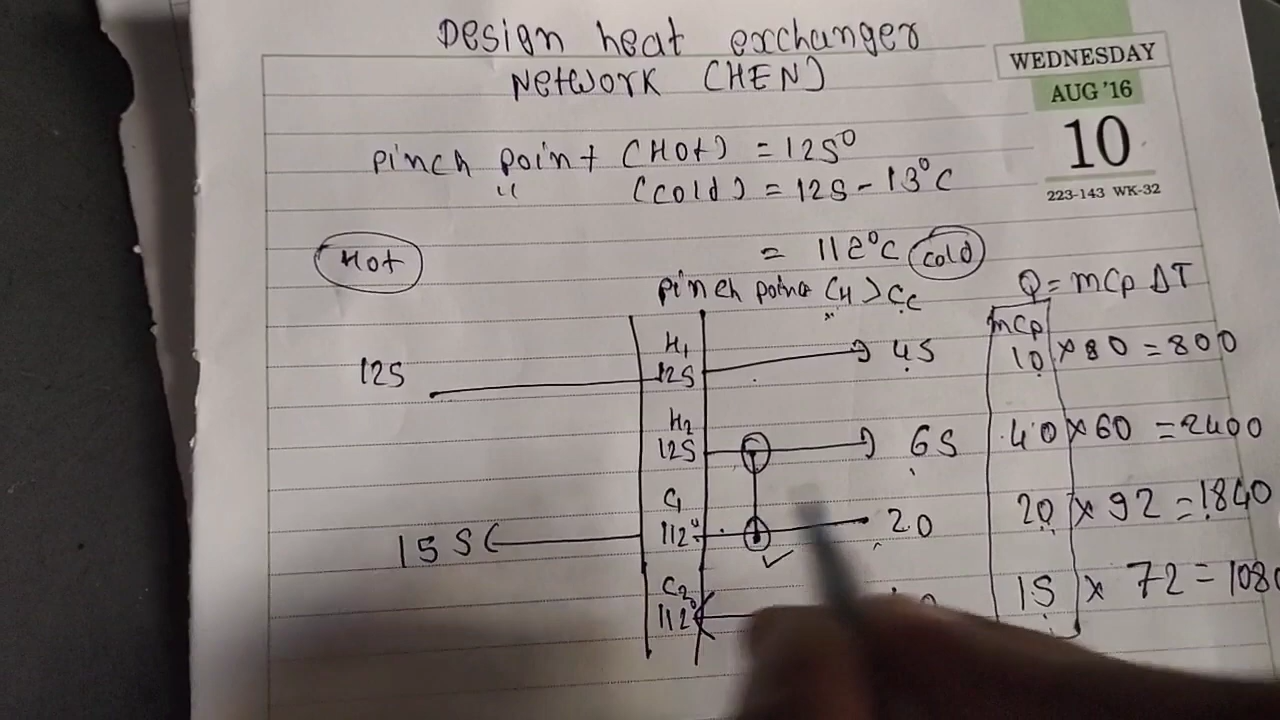 Design heat exchanger
Network (HEN)
WEDNESDAY
AUG '16
10
223-143 WK-32
Pinch point (Hot) = 125°
" (cold) = 125 - 13°C
= 112°C
Hot
cold
pinch point (H) Cc
Q = mCp ΔT
mCp
H1
125
125
45
10 × 80 = 800
H2
125
65
40 × 60 = 2400
C1
155
112°
20
20 × 92 = 1840
C2
112°
15 × 72 = 108